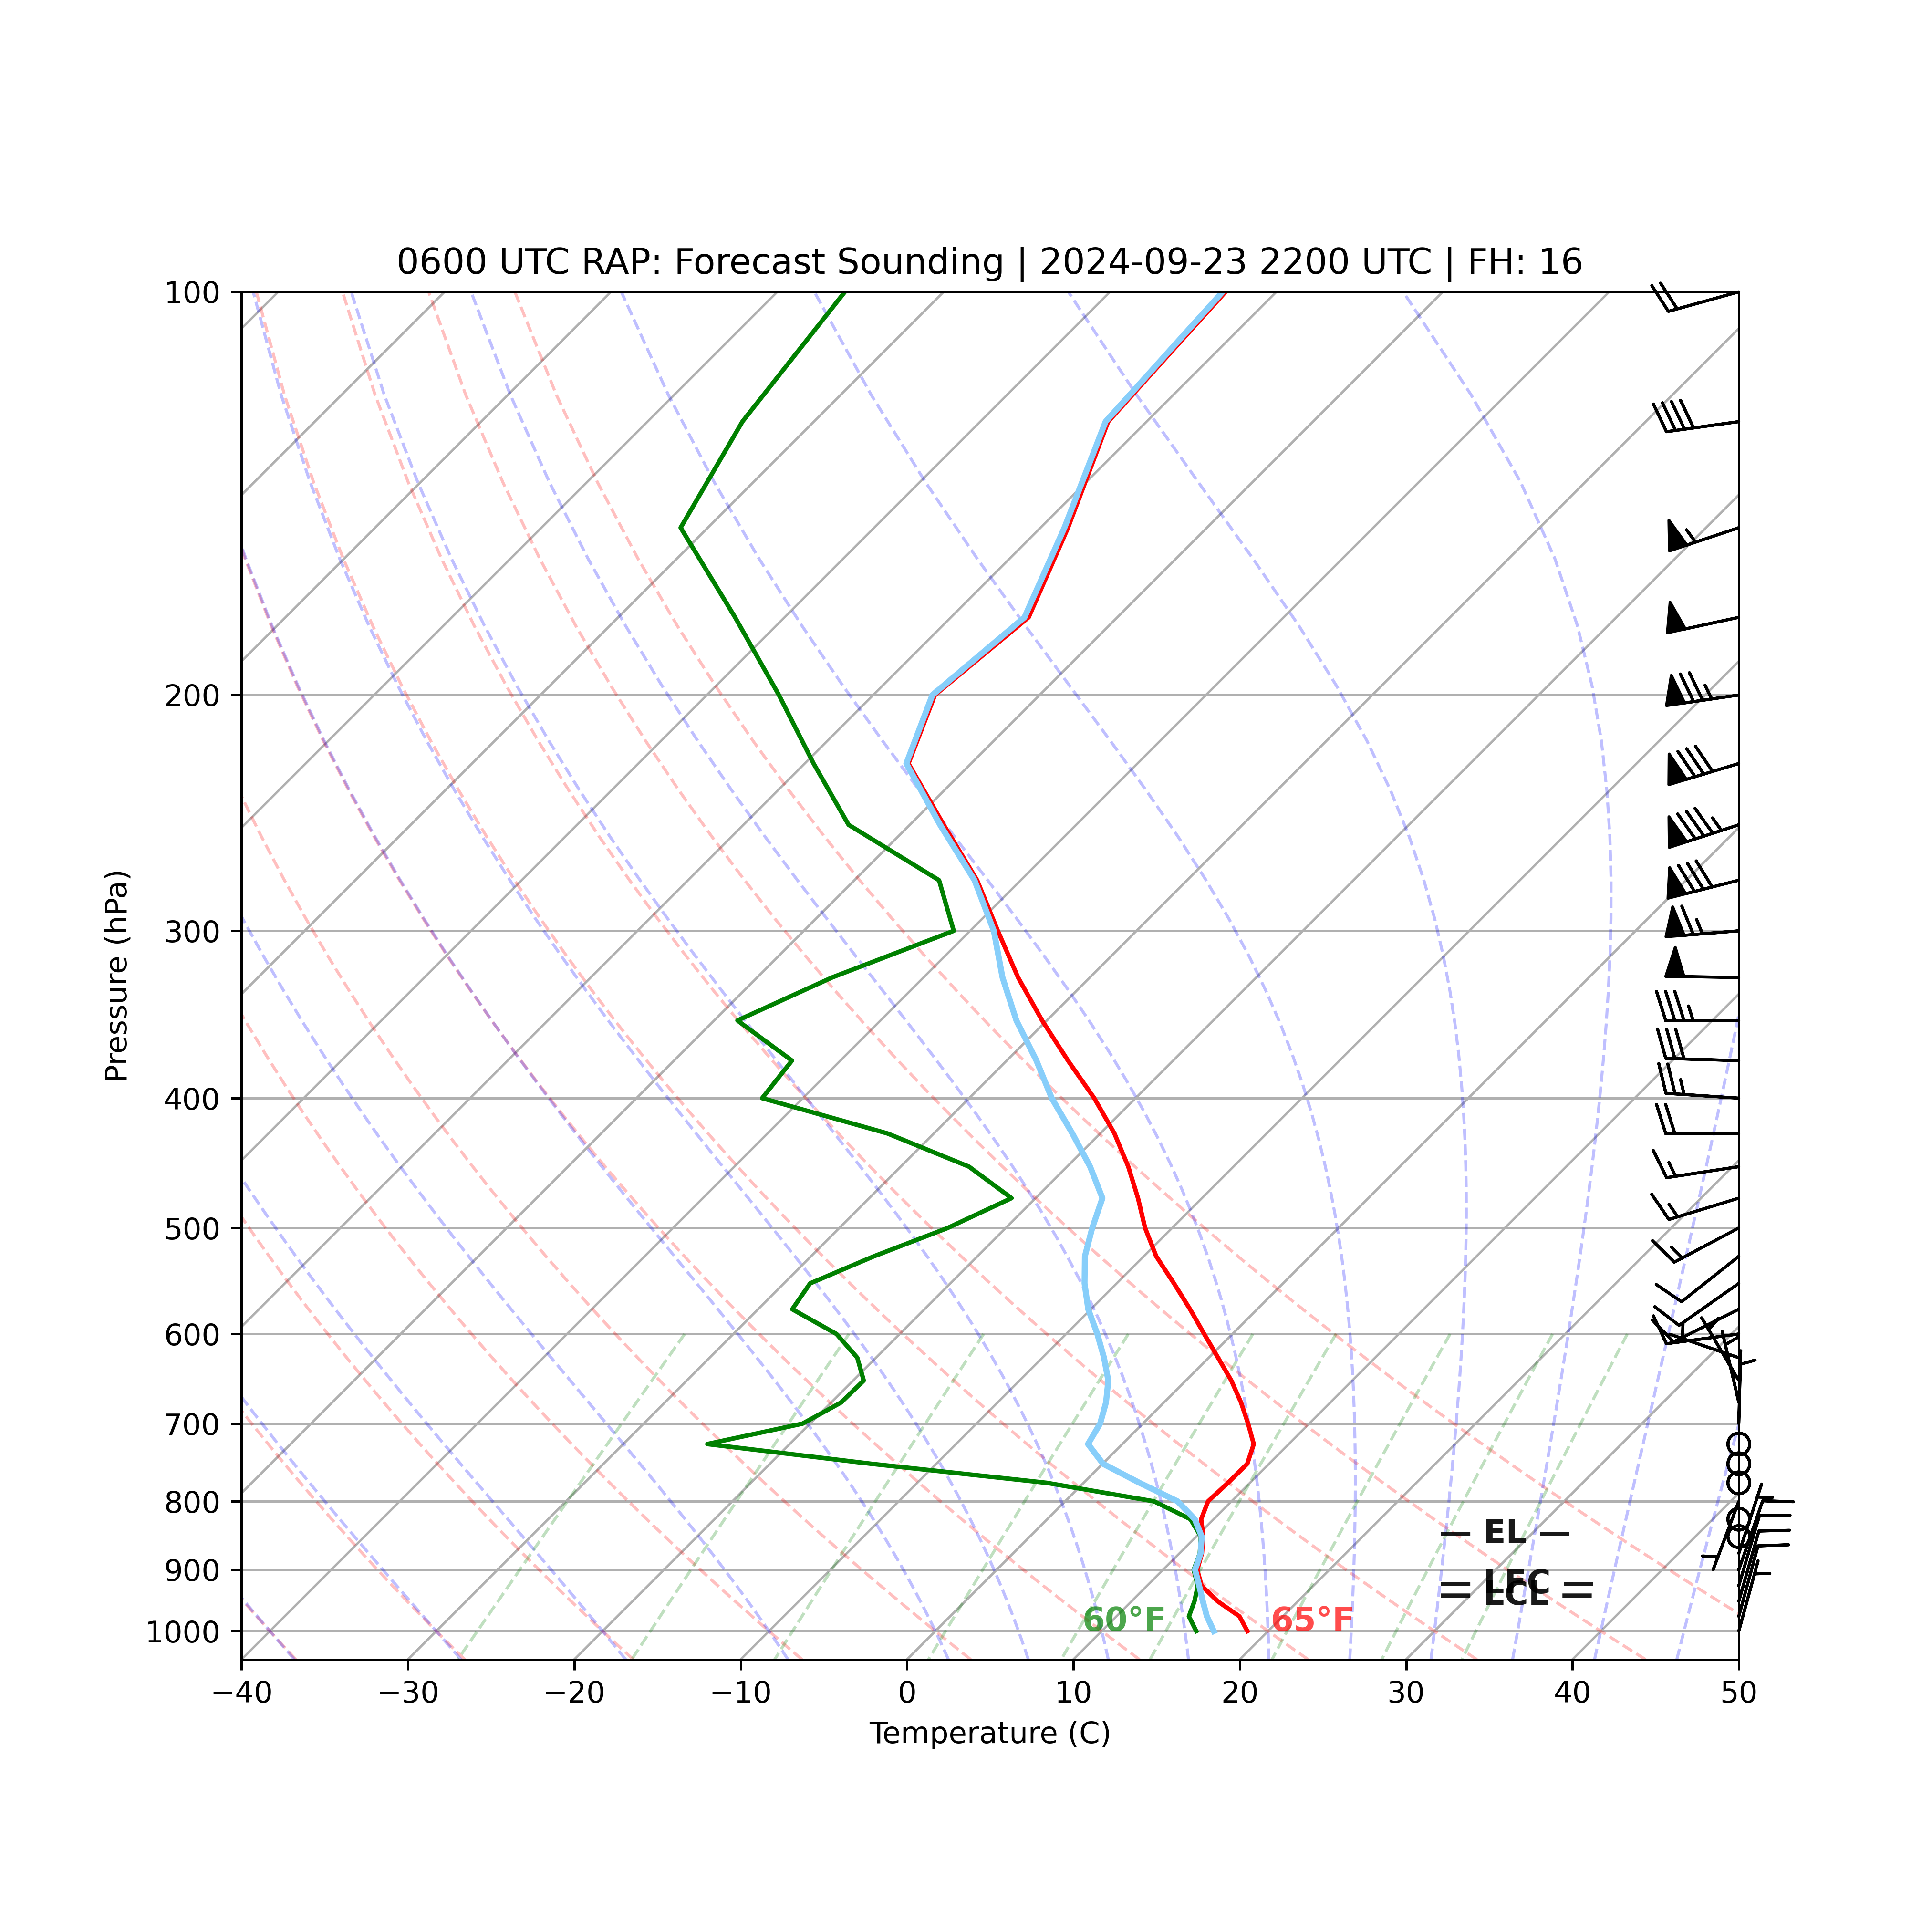 0600 UTC RAP: Forecast Sounding | 2024-09-23 2200 UTC | FH: 16
100
200
300
400
500
600
700
800
900
1000
Pressure (hPa)
— EL —
— LFC —
— LCL —
60°F
65°F
−40 −30 −20 −10 0 10 20 30 40 50
Temperature (C)